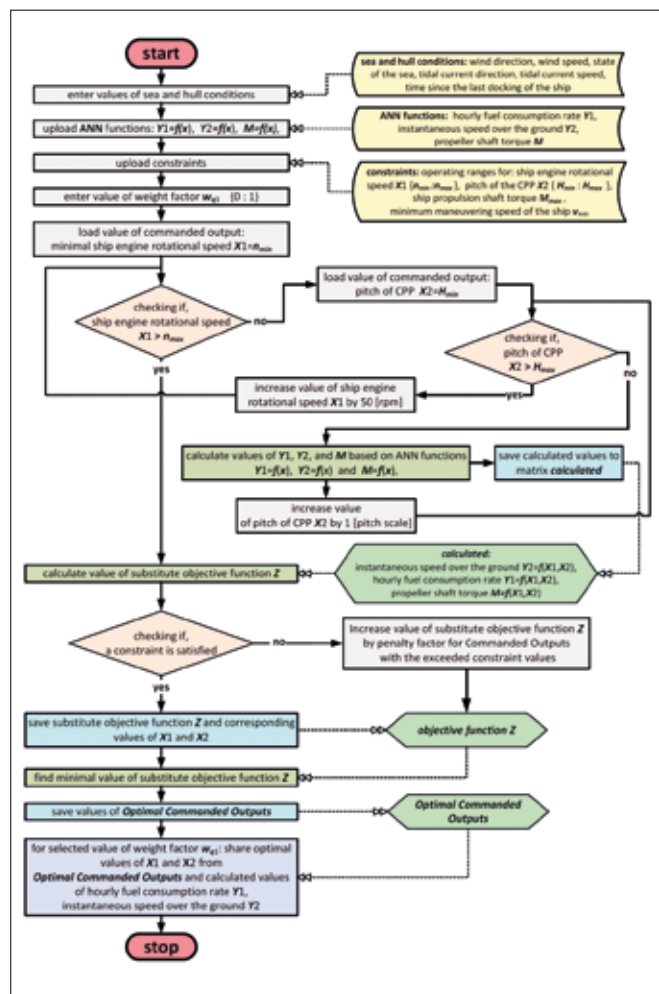 start
sea and hull conditions: wind direction, wind speed, state
of the sea, tidal current direction, tidal current speed,
time since the last docking of the ship
enter values of sea and hull conditions
ANN functions: hourly fuel consumption rate Y1,
instantaneous speed over the ground Y2,
propeller shaft torque M
upload ANN functions: Y1=f(x), Y2=f(x), M=f(x),
upload constraints
constraints: operating ranges for: ship engine rotational
speed X1 [nmin:nmax], pitch of the CPP X2 [Hmin : Hmax],
ship propulsion shaft torque Mmax,
minimum maneuvering speed of the ship vmin
enter value of weight factor wq1 {0 : 1}
load value of commanded output:
minimal ship engine rotational speed X1=nmin
load value of commanded output:
pitch of CPP X2=Hmin
checking if,
ship engine rotational speed
X1 > nmax
no
yes
checking if,
pitch of CPP
X2 > Hmax
no
yes
increase value of ship engine
rotational speed X1 by 50 [rpm]
calculate values of Y1, Y2, and M based on ANN functions
Y1=f(x), Y2=f(x) and M=f(x),
save calculated values to
matrix calculated
increase value
of pitch of CPP X2 by 1 [pitch scale]
calculated:
instantaneous speed over the ground Y2=f(X1,X2),
hourly fuel consumption rate Y1=f(X1,X2),
propeller shaft torque M=f(X1,X2)
calculate value of substitute objective function Z
checking if,
a constraint is satisfied
no
yes
Increase value of substitute objective function Z
by penalty factor for Commanded Outputs
with the exceeded constraint values
save substitute objective function Z and corresponding
values of X1 and X2
objective function Z
find minimal value of substitute objective function Z
save values of Optimal Commanded Outputs
Optimal Commanded
Outputs
for selected value of weight factor wq1: share optimal
values of X1 and X2 from
Optimal Commanded Outputs and calculated values
of hourly fuel consumption rate Y1,
instantaneous speed over the ground Y2
stop